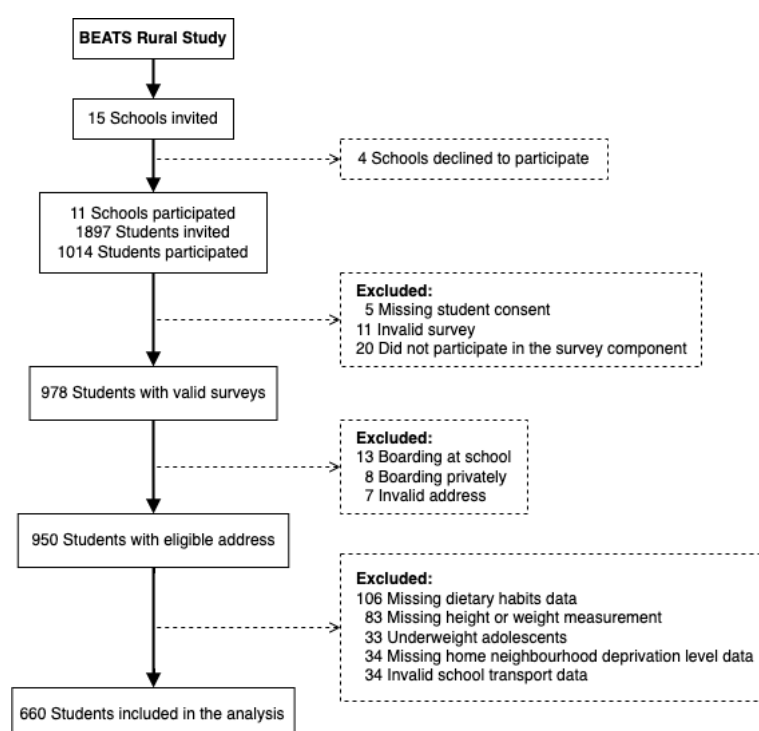 BEATS Rural Study
15 Schools invited
4 Schools declined to participate
11 Schools participated
1897 Students invited
1014 Students participated
Excluded:
5 Missing student consent
11 Invalid survey
20 Did not participate in the survey component
978 Students with valid surveys
Excluded:
13 Boarding at school
8 Boarding privately
7 Invalid address
950 Students with eligible address
Excluded:
106 Missing dietary habits data
83 Missing height or weight measurement
33 Underweight adolescents
34 Missing home neighbourhood deprivation level data
34 Invalid school transport data
660 Students included in the analysis